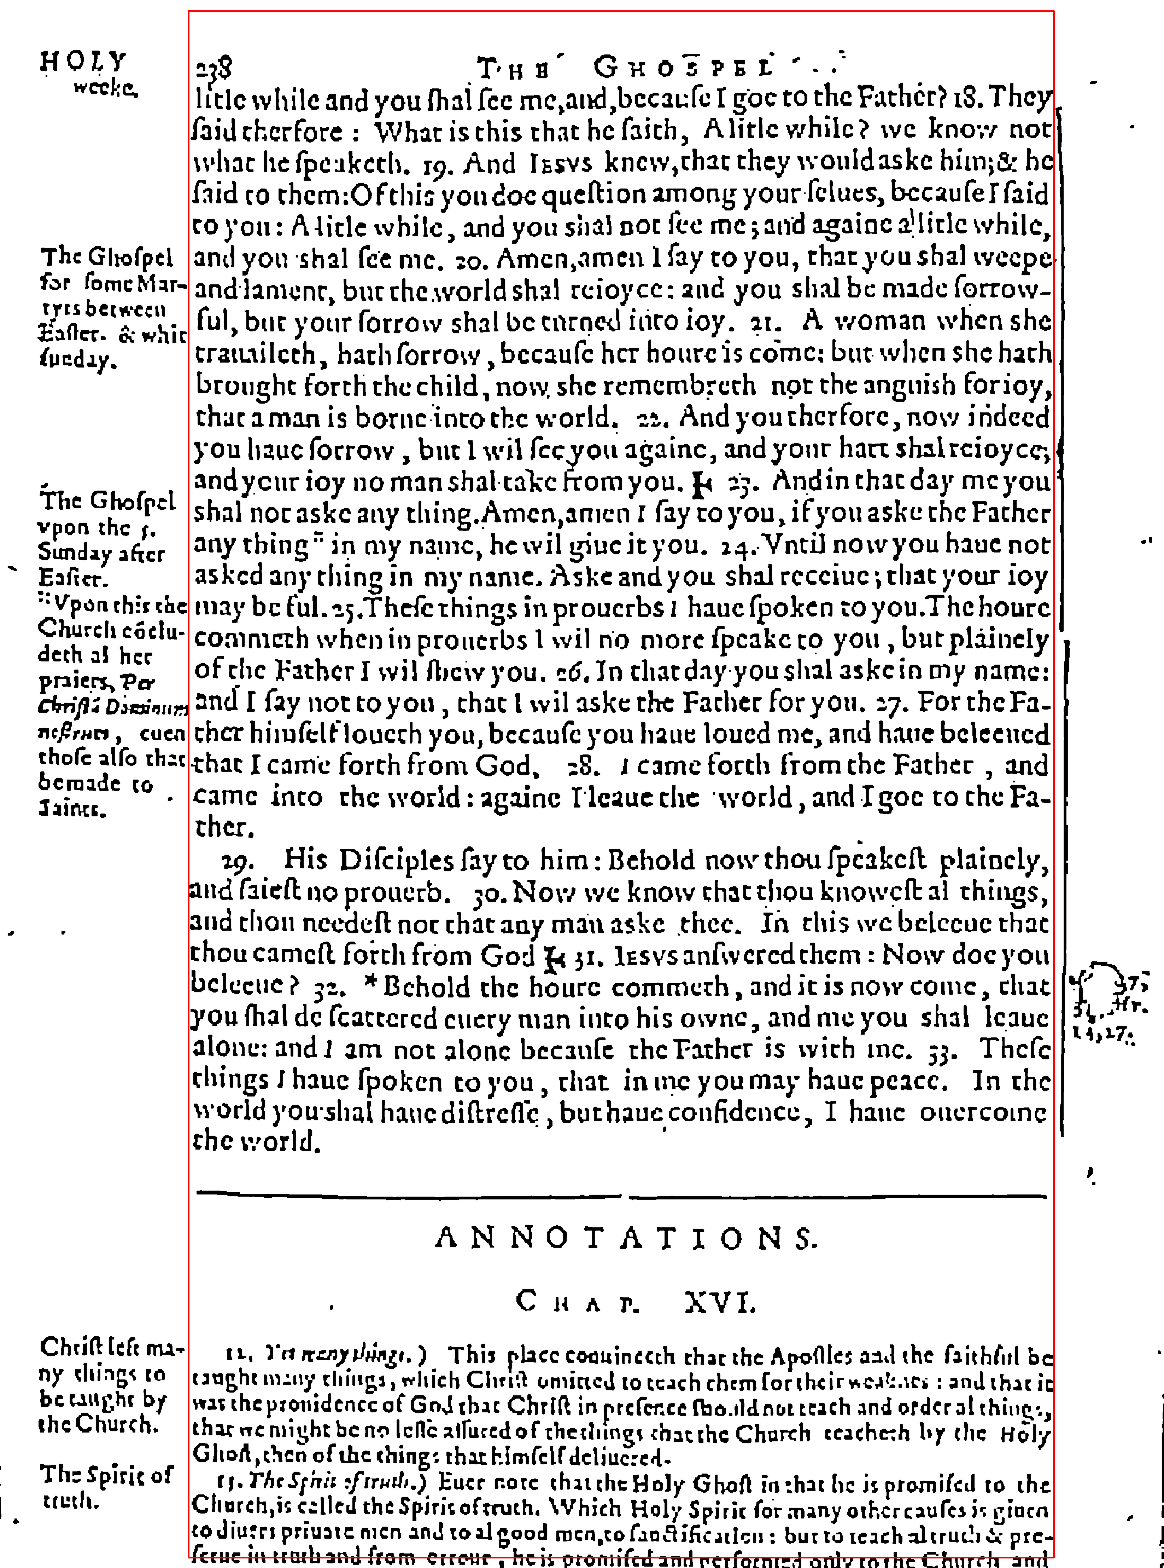 HOLY
weeke.
238 THE GHOSPEL
litle while and you ſhal ſee me, and, becauſe I goe to the Father? 18. They
ſaid therfore: What is this that he ſaith, A litle while? we know not
what he ſpeaketh. 19. And IESVS knew, that they would aske him; & he
ſaid to them: Of this you doe queſtion among your ſelues, becauſe I ſaid
to you: A litle while, and you shal not ſee me; and againe a litle while,
and you shal ſee me. 20. Amen, amen I ſay to you, that you shal weepe
and lament, but the world shal reioyce: and you shal be made ſorrow-
ful, but your ſorrow shal be turned into ioy. 21. A woman when she
trauaileth, hath ſorrow, becauſe her houre is come: but when she hath
brought forth the child, now she remembreth not the anguish for ioy,
that a man is borne into the world. 22. And you therfore, now indeed
you haue ſorrow, but I wil ſee you againe, and your hart shal reioyce;
and your ioy no man shal take from you. 23. And in that day me you
shal not aske any thing. Amen, amen I ſay to you, if you aske the Father
any thing :: in my name, he wil giue it you. 24. Vntil now you haue not
asked any thing in my name. Aske and you shal receiue; that your ioy
may be ful. 25. Theſe things in prouerbs I haue ſpoken to you. The houre
commeth when in prouerbs I wil no more ſpeake to you, but plainely
of the Father I wil ſhew you. 26. In that day you shal aske in my name:
and I ſay not to you, that I wil aske the Father for you. 27. For the Fa-
ther himſelf loueth you, becauſe you haue loued me, and haue beleeued
that I came forth from God. 28. I came forth from the Father, and
came into the world: againe I leaue the world, and I goe to the Fa-
ther.
29. His Diſciples ſay to him: Behold now thou ſpeakeſt plainely,
and ſaieſt no prouerb. 30. Now we know that thou knoweſt al things,
and thou needeſt not that any man aske thee. In this we beleeue that
thou cameſt forth from God 31. IESVS anſwered them: Now doe you
beleeue? 32. *Behold the houre commeth, and it is now come, that
you ſhal de ſcattered euery man into his owne, and me you shal leaue
alone: and I am not alone becauſe the Father is with me. 33. Theſe
things I haue ſpoken to you, that in me you may haue peace. In the
world you shal haue diſtreſſe, but haue confidence, I haue ouercome
the world.
The Ghoſpel
for ſome Mar-
tyrs between
Eaſter. & whit
ſunday.
The Ghoſpel
vpon the 5.
Sunday after
Eaſter.
:: Vpon this the
Church cõclu-
deth al her
praiers, Per
Chriſtũ Dominum
noſtrum, euen
thoſe alſo that
be made to
Saints.
31. Mr.
14, 27.
ANNOTATIONS.
CHAP. XVI.
Chriſt left ma-
ny things to
be taught by
the Church.
12. Yet many things.) This place conuinceth that the Apoſtles and the faithful be
taught many things, which Chriſt omitted to teach them for their weaknes: and that it
was the prouidence of God that Chriſt in preſence ſhould not teach and order al things,
that we might be no leſſe aſſured of the things that the Church teacheth by the Holy
Ghoſt, then of the things that himſelf deliuered.
The Spirit of
truth.
13. The Spirit of truth.) Euer note that the Holy Ghoſt in that he is promiſed to the
Church, is called the Spirit of truth. Which Holy Spirit for many other cauſes is giuen
to diuers priuate men and to al good men, to ſanctification: but to teach al truth & pre-
ſerue in truth and from errour, he is promiſed and performed only to the Church and